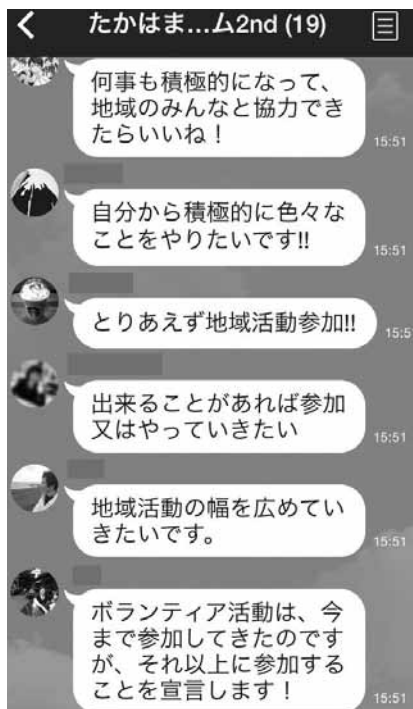 たかはま...ム2nd (19)
何事も積極的になって、
地域のみんなと協力でき
たらいいね！
15:51
自分から積極的に色々な
ことをやりたいです!!
15:51
とりあえず地域活動参加!!
15:5
出来ることがあれば参加
又はやっていきたい
15:51
地域活動の幅を広めてい
きたいです。
15:51
ボランティア活動は、今
まで参加してきたのです
が、それ以上に参加する
ことを宣言します！
15:51